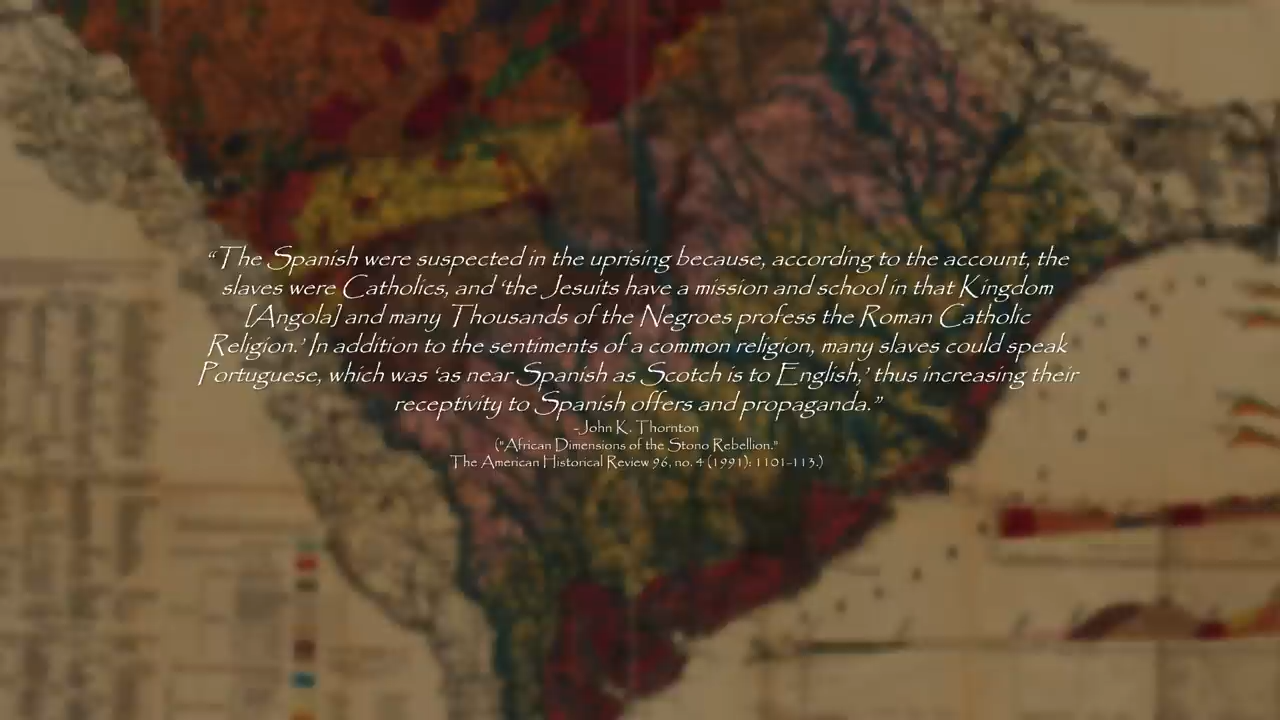 “The Spanish were suspected in the uprising because, according to the account, the
slaves were Catholics, and ‘the Jesuits have a mission and school in that Kingdom
[Angola] and many Thousands of the Negroes profess the Roman Catholic
Religion.’ In addition to the sentiments of a common religion, many slaves could speak
Portuguese, which was ‘as near Spanish as Scotch is to English,’ thus increasing their
receptivity to Spanish offers and propaganda.”
-John K. Thornton
("African Dimensions of the Stono Rebellion."
The American Historical Review 96, no. 4 (1991): 1101-113.)